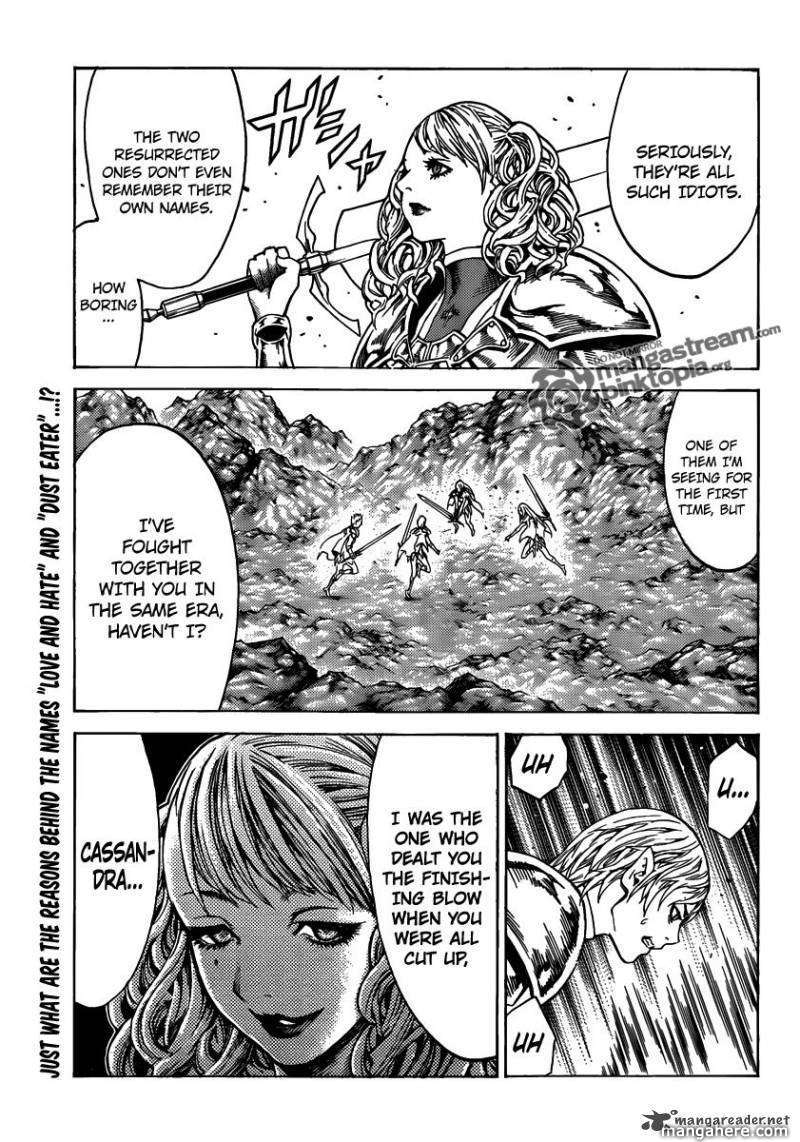 SERIOUSLY,
THEY'RE ALL
SUCH IDIOTS.
ガシャ
THE TWO
RESURRECTED
ONES DON'T EVEN
REMEMBER THEIR
OWN NAMES.
HOW
BORING
...
DO NOT MIRROR
mangastream.com
binktopia.org
ONE OF
THEM I'M
SEEING FOR
THE FIRST
TIME, BUT
I'VE
FOUGHT
TOGETHER
WITH YOU IN
THE SAME ERA,
HAVEN'T I?
U...
UH
UH
I WAS THE
ONE WHO
DEALT YOU
THE FINISH-
ING BLOW
WHEN YOU
WERE ALL
CUT UP,
CASSAN-
DRA...
JUST WHAT ARE THE REASONS BEHIND THE NAMES "LOVE AND HATE" AND "DUST EATER"...!?
mangareader.net
mangahere.com